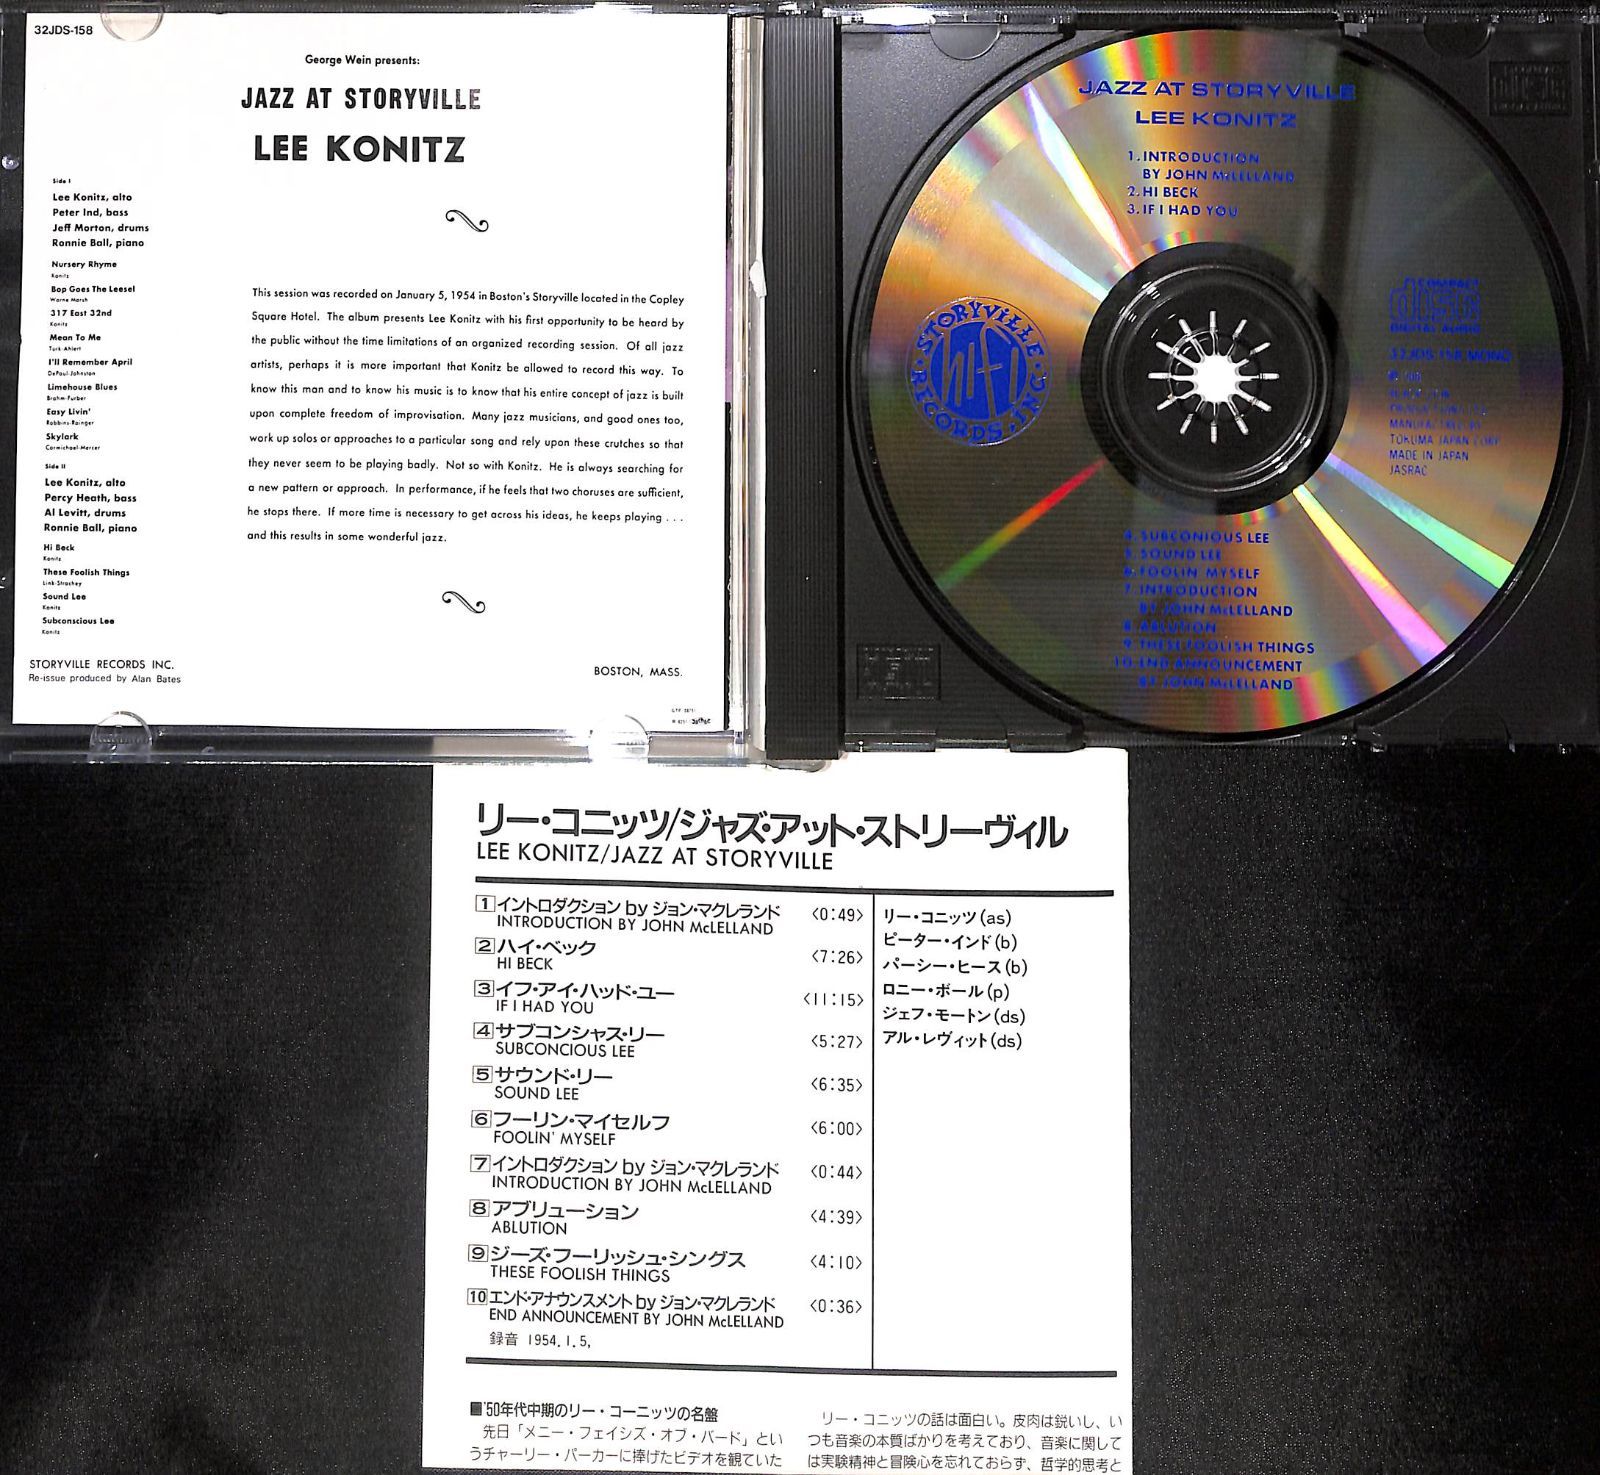 32JDS-158
George Wein presents:
JAZZ AT STORYVILLE
LEE KONITZ
Side I
Lee Konitz, alto
Peter Ind, bass
Jeff Morton, drums
Ronnie Ball, piano
Nursery Rhyme
Konitz
Bop Goes The Leesel
Warne Marsh
317 East 32nd
Konitz
Mean To Me
Turk-Ahlert
I'll Remember April
DePaul-Johnston
Limehouse Blues
Braham-Furber
Easy Livin'
Robbins-Rainger
Skylark
Carmichael-Mercer
Side II
Lee Konitz, alto
Percy Heath, bass
Al Levitt, drums
Ronnie Ball, piano
Hi Beck
Konitz
These Foolish Things
Link-Strachey
Sound Lee
Konitz
Subconscious Lee
Konitz
This session was recorded on January 5, 1954 in Boston's Storyville located in the Copley
Square Hotel. The album presents Lee Konitz with his first opportunity to be heard by
the public without the time limitations of an organized recording session. Of all jazz
artists, perhaps it is more important that Konitz be allowed to record this way. To
know this man and to know his music is to know that his entire concept of jazz is built
upon complete freedom of improvisation. Many jazz musicians, and good ones too,
work up solos or approaches to a particular song and rely upon these crutches so that
they never seem to be playing badly. Not so with Konitz. He is always searching for
a new pattern or approach. In performance, if he feels that two choruses are sufficient,
he stops there. If more time is necessary to get across his ideas, he keeps playing . . .
and this results in some wonderful jazz.
STORYVILLE RECORDS INC.
Re-issue produced by Alan Bates
BOSTON, MASS.
JAZZ AT STORYVILLE
LEE KONITZ
1. INTRODUCTION
BY JOHN McLELLAND
2. HI BECK
3. IF I HAD YOU
STORYVILLE
hi fi
RECORDS, INC.
COMPACT
disc
DIGITAL AUDIO
32JDS-158 MONO
MANUFACTURED BY
TOKUMA JAPAN CORP.
MADE IN JAPAN
JASRAC
4. SUBCONIOUS LEE
5. SOUND LEE
6. FOOLIN' MYSELF
7. INTRODUCTION
BY JOHN McLELLAND
8. ABLUTION
9. THESE FOOLISH THINGS
10. END ANNOUNCEMENT
BY JOHN McLELLAND
リー・コニッツ/ジャズ・アット・ストリーヴィル
LEE KONITZ/JAZZ AT STORYVILLE
1 イントロダクション by ジョン・マクレランド 〈0:49〉
INTRODUCTION BY JOHN McLELLAND
2 ハイ・ベック 〈7:26〉
HI BECK
3 イフ・アイ・ハッド・ユー 〈11:15〉
IF I HAD YOU
4 サブコンシャス・リー 〈5:27〉
SUBCONCIOUS LEE
5 サウンド・リー 〈6:35〉
SOUND LEE
6 フーリン・マイセルフ 〈6:00〉
FOOLIN' MYSELF
7 イントロダクション by ジョン・マクレランド 〈0:44〉
INTRODUCTION BY JOHN McLELLAND
8 アブリューション 〈4:39〉
ABLUTION
9 ジーズ・フーリッシュ・シングス 〈4:10〉
THESE FOOLISH THINGS
10 エンド・アナウンスメント by ジョン・マクレランド 〈0:36〉
END ANNOUNCEMENT BY JOHN McLELLAND
録音 1954.1.5,
リー・コニッツ(as)
ピーター・インド(b)
パーシー・ヒース(b)
ロニー・ボール(p)
ジェフ・モートン(ds)
アル・レヴィット(ds)
■'50年代中期のリー・コーニッツの名盤
先日「メニー・フェイシズ・オブ・バード」とい
うチャーリー・パーカーに捧げたビデオを観ていた
リー・コニッツの話は面白い。皮肉は鋭いし、い
つも音楽の本質ばかりを考えており、音楽に関して
は実験精神と冒険心を忘れておらず、哲学的思考と